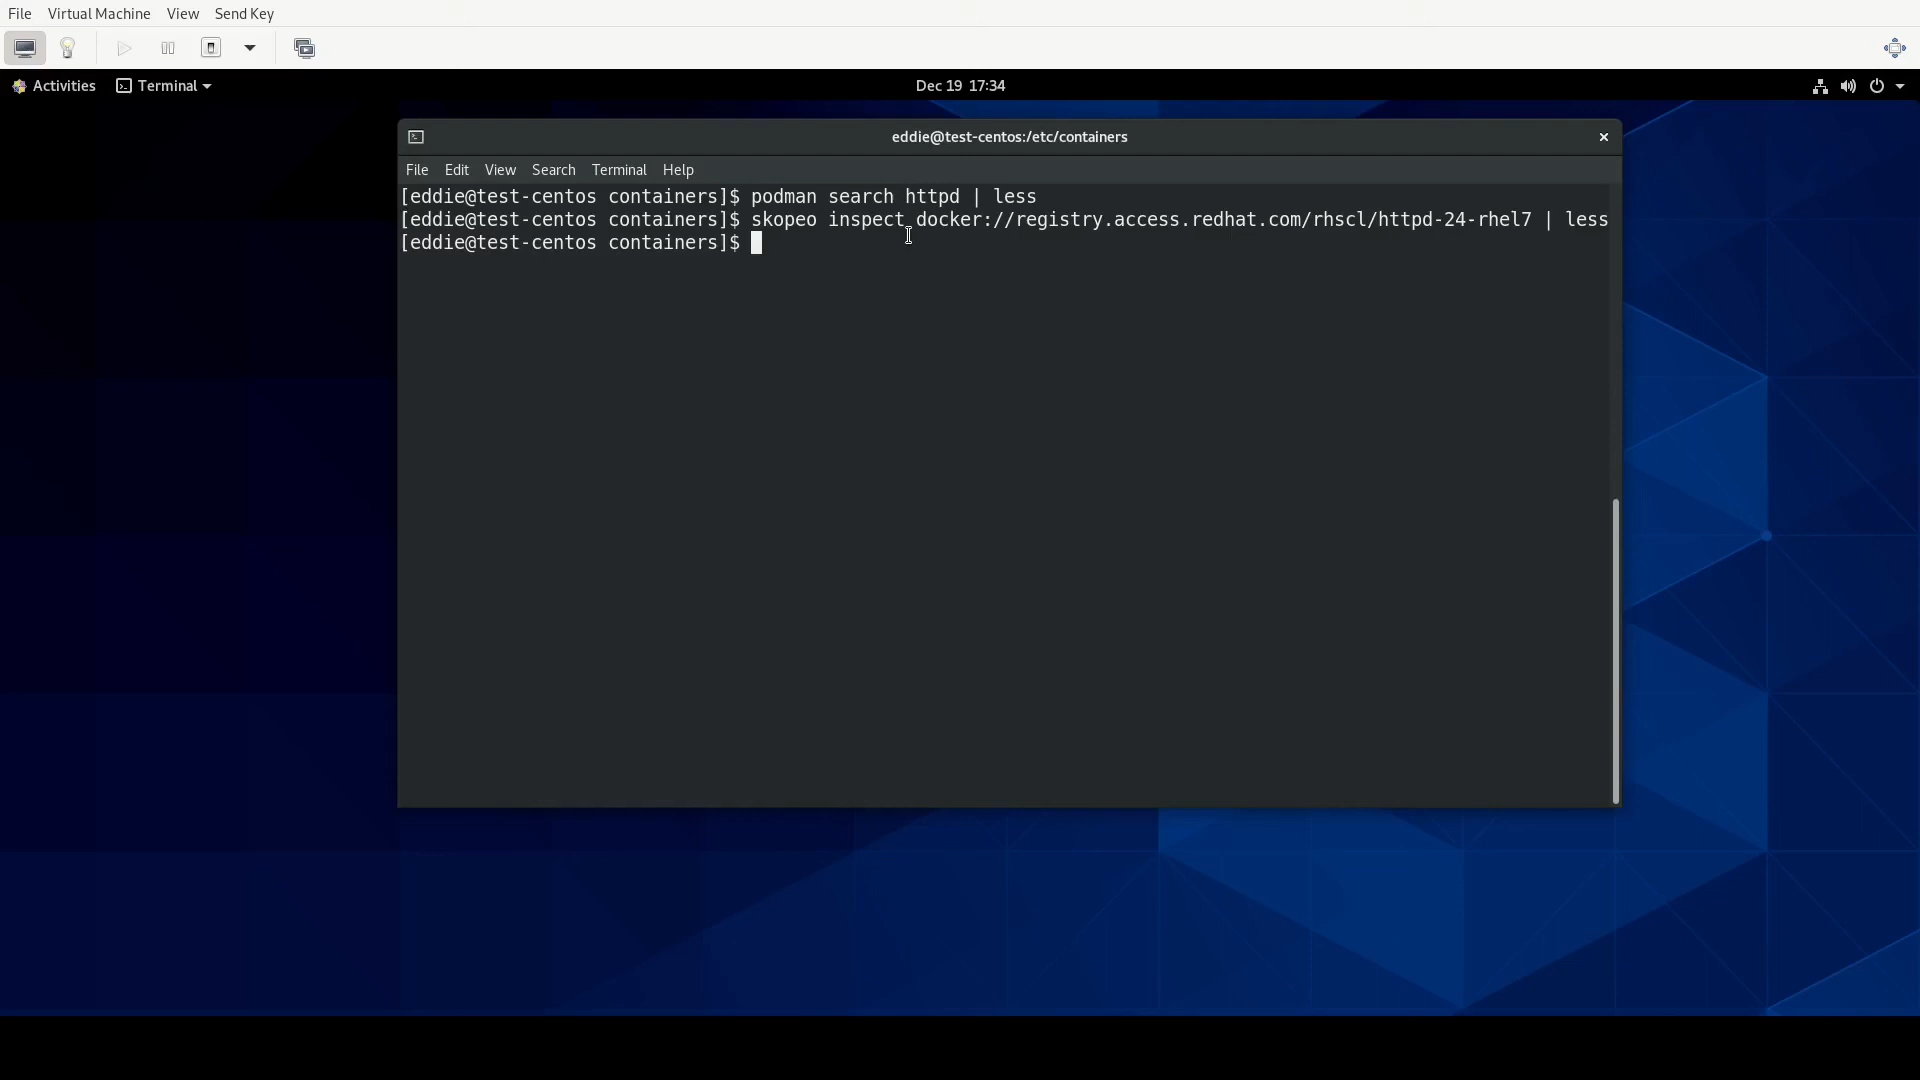 File Virtual Machine View Send Key
Activities Terminal Dec 19 17:34
eddie@test-centos:/etc/containers
File Edit View Search Terminal Help
[eddie@test-centos containers]$ podman search httpd | less
[eddie@test-centos containers]$ skopeo inspect docker://registry.access.redhat.com/rhscl/httpd-24-rhel7 | less
[eddie@test-centos containers]$